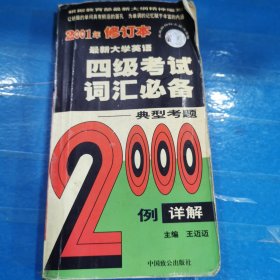 2001年 修订本
最新大学英语
四级考试
词汇必备
典型考题
2000
例 详解
主编 王迈迈
中国致公出版社